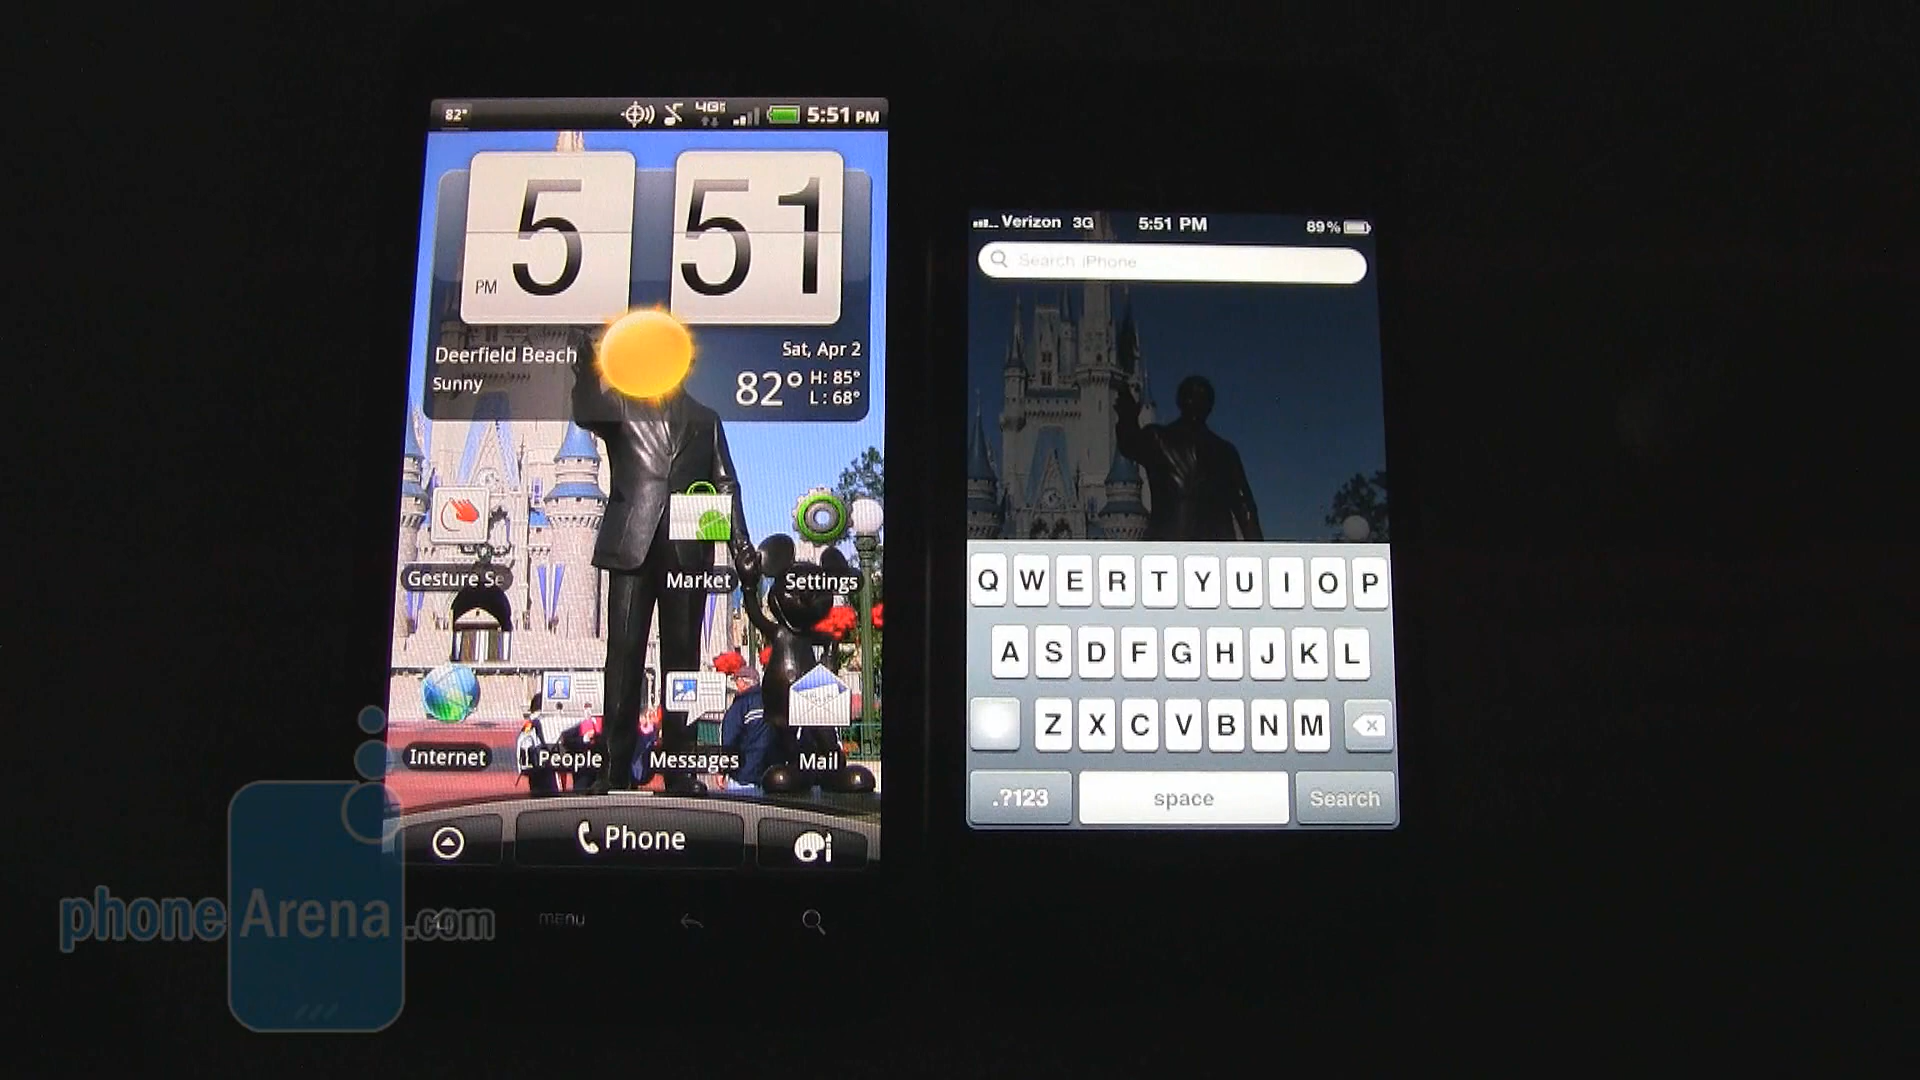 82°
4G LTE
5:51 PM
5
51
PM
Deerfield Beach
Sunny
Sat, Apr 2
82°
H: 85°
L: 68°
Gesture Se
Market
Settings
Internet
People
Messages
Mail
Phone
menu
Verizon 3G 5:51 PM 89%
Search iPhone
Q W E R T Y U I O P
A S D F G H J K L
Z X C V B N M
.?123 space Search
phoneArena.com